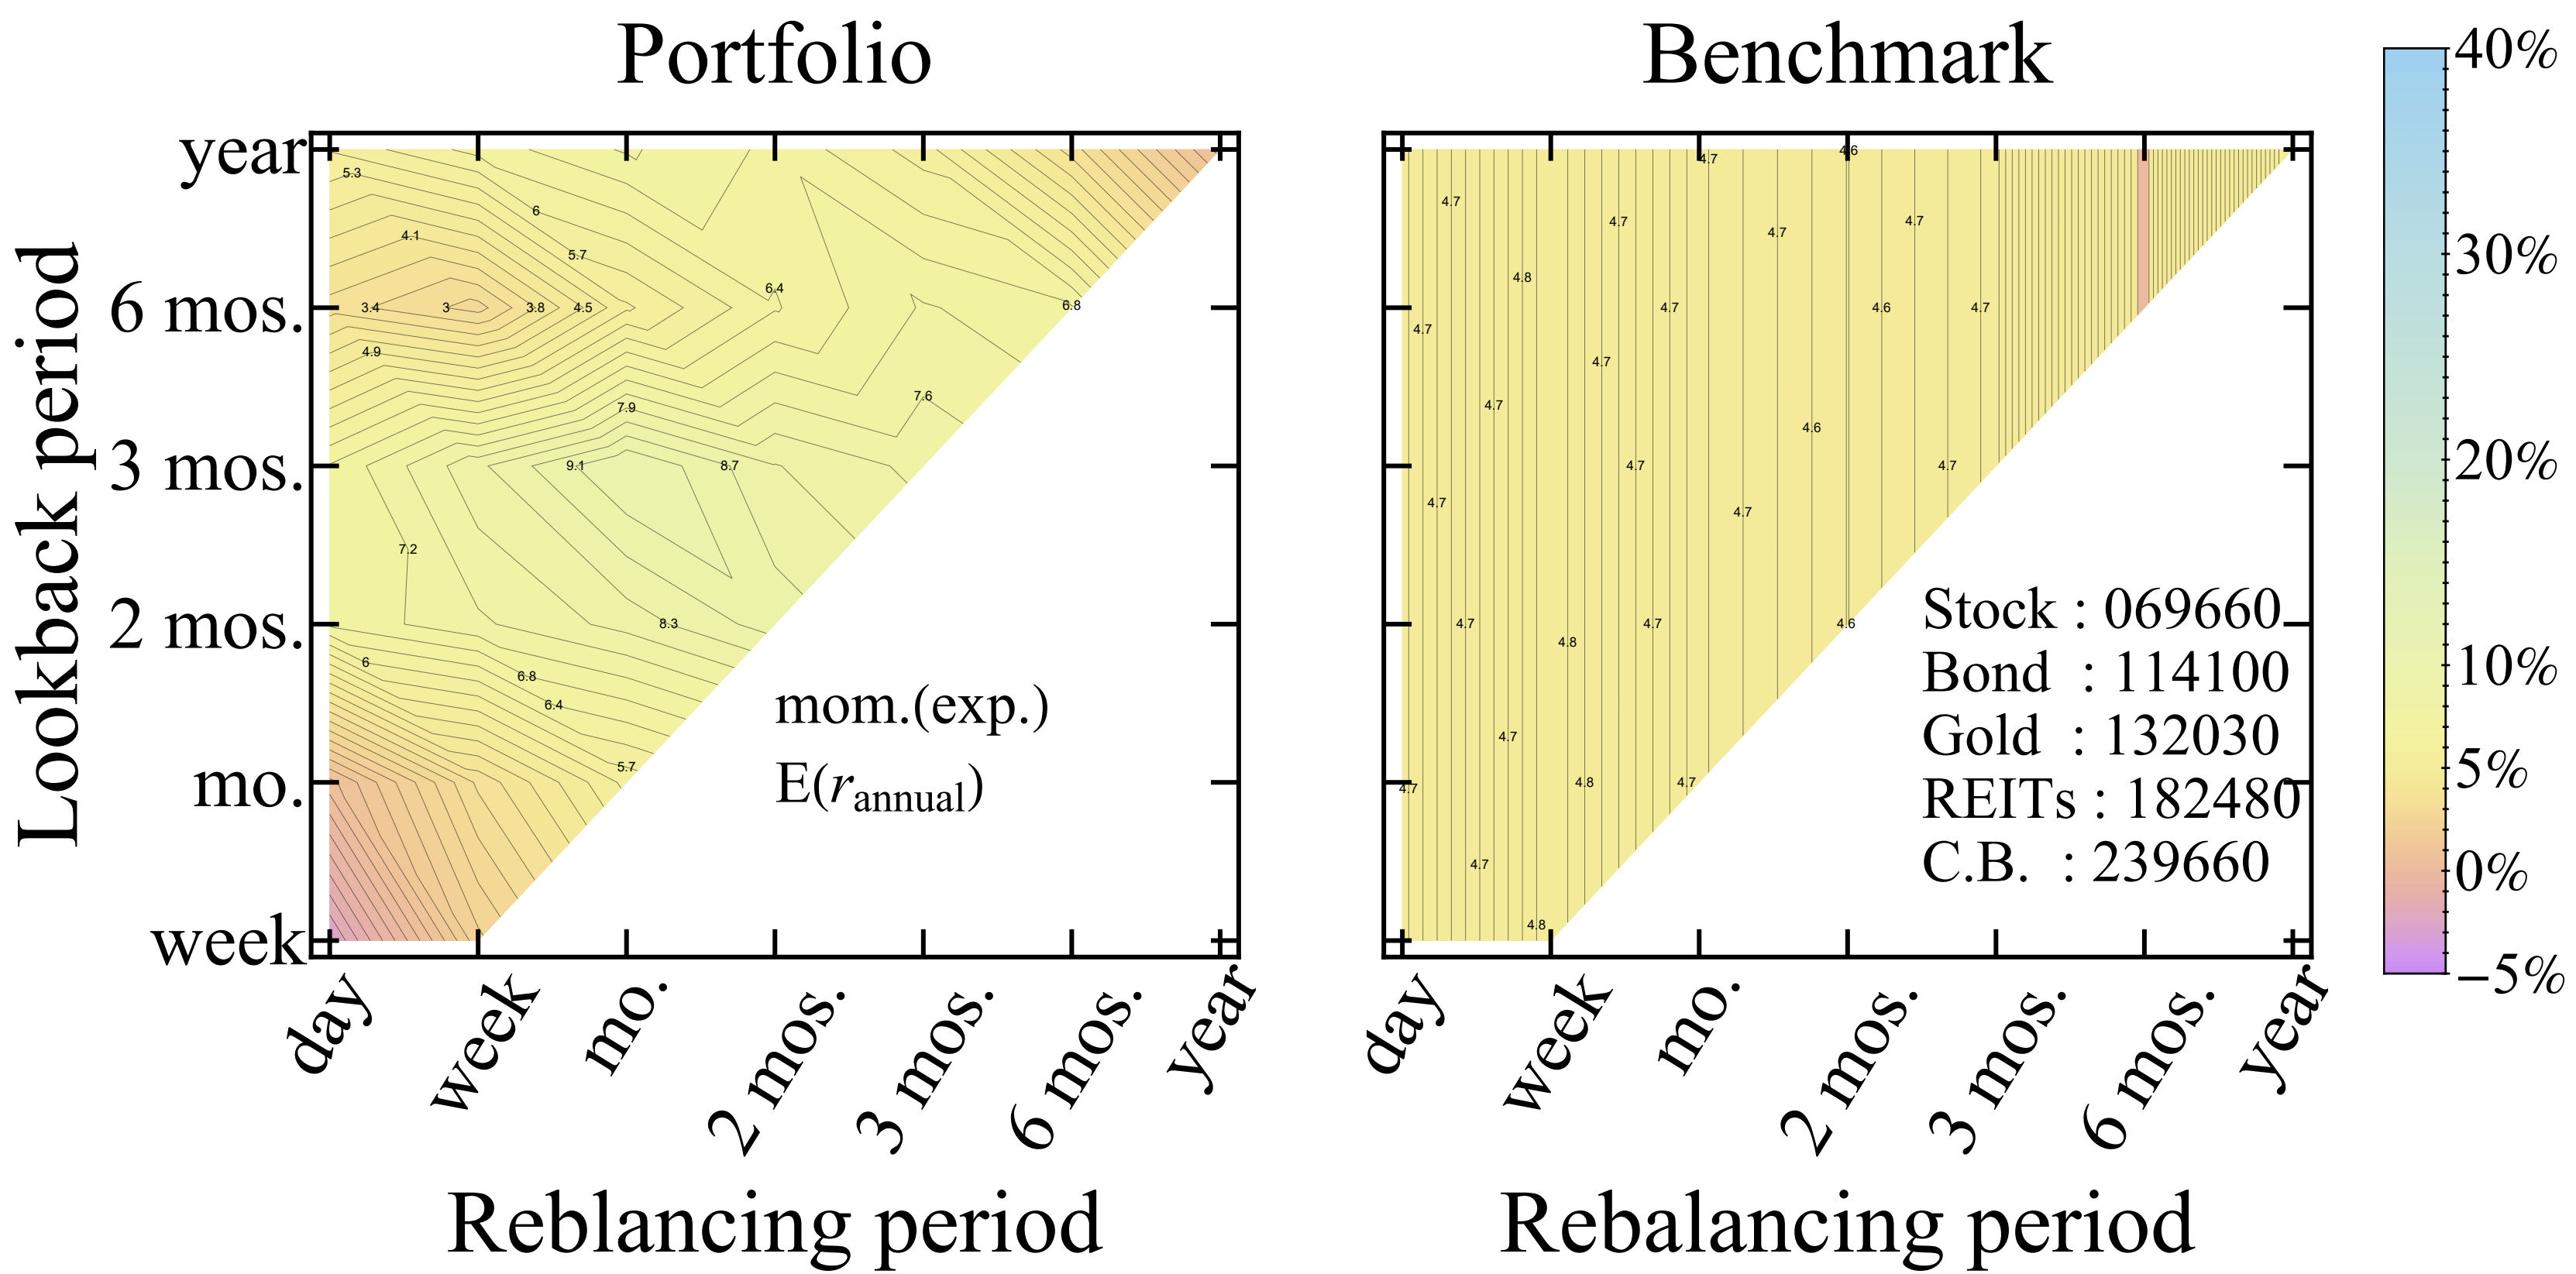 Portfolio
Benchmark
40%
30%
20%
10%
5%
0%
−5%
Lookback period
year
6 mos.
3 mos.
2 mos.
mo.
week
5.3
6
4.1
5.7
6.4
3.4
3
3.8
4.5
6.8
4.9
7.9
7.6
9.1
8.7
7.2
8.3
6
6.8
6.4
5.7
mom.(exp.)
E(rannual)
day
week
mo.
2 mos.
3 mos.
6 mos.
year
Reblancing period
4.7
4.6
4.7
4.7
4.7
4.7
4.8
4.7
4.6
4.7
4.7
4.7
4.7
4.6
4.7
4.7
4.7
4.7
4.7
4.7
4.6
4.8
4.7
4.8
4.7
4.7
4.7
4.8
Stock : 069660
Bond : 114100
Gold : 132030
REITs : 182480
C.B. : 239660
day
week
mo.
2 mos.
3 mos.
6 mos.
year
Rebalancing period